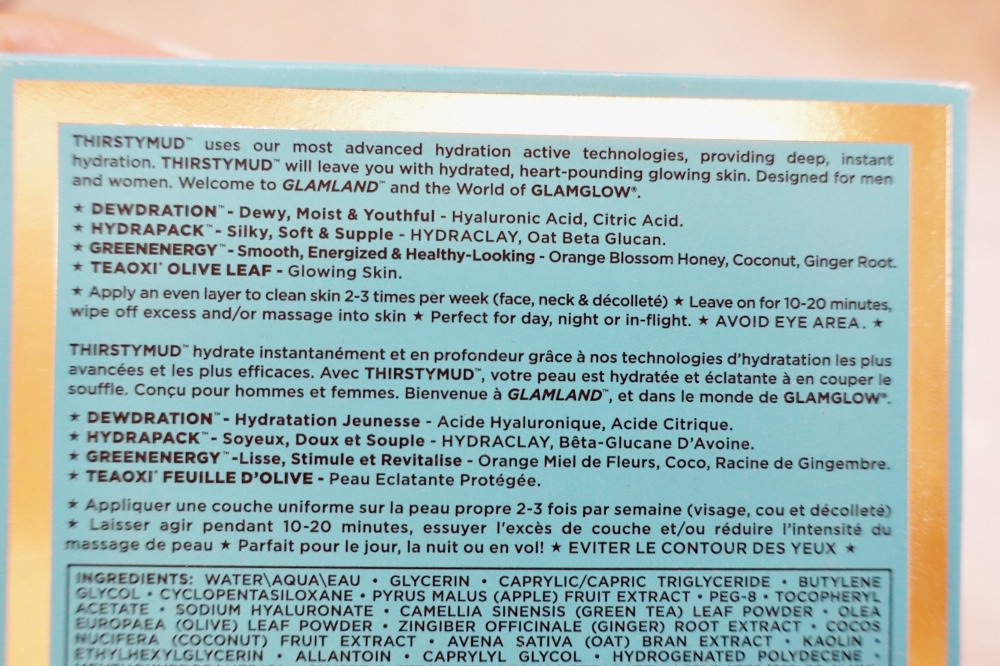 THIRSTYMUD™ uses our most advanced hydration active technologies, providing deep, instant
hydration. THIRSTYMUD™ will leave you with hydrated, heart-pounding glowing skin. Designed for men
and women. Welcome to GLAMLAND™ and the World of GLAMGLOW®.
★ DEWDRATION™ - Dewy, Moist & Youthful - Hyaluronic Acid, Citric Acid.
★ HYDRAPACK™ - Silky, Soft & Supple - HYDRACLAY, Oat Beta Glucan.
★ GREENENERGY™ - Smooth, Energized & Healthy-Looking - Orange Blossom Honey, Coconut, Ginger Root.
★ TEAOXI® OLIVE LEAF - Glowing Skin.
★ Apply an even layer to clean skin 2-3 times per week (face, neck & décolleté) ★ Leave on for 10-20 minutes,
wipe off excess and/or massage into skin ★ Perfect for day, night or in-flight. ★ AVOID EYE AREA. ★
THIRSTYMUD™ hydrate instantanément et en profondeur grâce à nos technologies d'hydratation les plus
avancées et les plus efficaces. Avec THIRSTYMUD™, votre peau est hydratée et éclatante à en couper le
souffle. Conçu pour hommes et femmes. Bienvenue à GLAMLAND™, et dans le monde de GLAMGLOW®.
★ DEWDRATION™ - Hydratation Jeunesse - Acide Hyaluronique, Acide Citrique.
★ HYDRAPACK™ - Soyeux, Doux et Souple - HYDRACLAY, Bêta-Glucane D'Avoine.
★ GREENENERGY™ -Lisse, Stimule et Revitalise - Orange Miel de Fleurs, Coco, Racine de Gingembre.
★ TEAOXI® FEUILLE D'OLIVE - Peau Eclatante Protégée.
★ Appliquer une couche uniforme sur la peau propre 2-3 fois par semaine (visage, cou et décolleté)
★ Laisser agir pendant 10-20 minutes, essuyer l'excés de couche et/ou réduire l'intensité du
massage de peau ★ Parfait pour le jour, la nuit ou en vol! ★ EVITER LE CONTOUR DES YEUX ★
INGREDIENTS: WATER\AQUA\EAU • GLYCERIN • CAPRYLIC/CAPRIC TRIGLYCERIDE • BUTYLENE
GLYCOL • CYCLOPENTASILOXANE • PYRUS MALUS (APPLE) FRUIT EXTRACT • PEG-8 • TOCOPHERYL
ACETATE • SODIUM HYALURONATE • CAMELLIA SINENSIS (GREEN TEA) LEAF POWDER • OLEA
EUROPAEA (OLIVE) LEAF POWDER • ZINGIBER OFFICINALE (GINGER) ROOT EXTRACT • COCOS
NUCIFERA (COCONUT) FRUIT EXTRACT • AVENA SATIVA (OAT) BRAN EXTRACT • KAOLIN •
ETHYLHEXYLGLYCERIN • ALLANTOIN • CAPRYLYL GLYCOL • HYDROGENATED POLYDECENE •